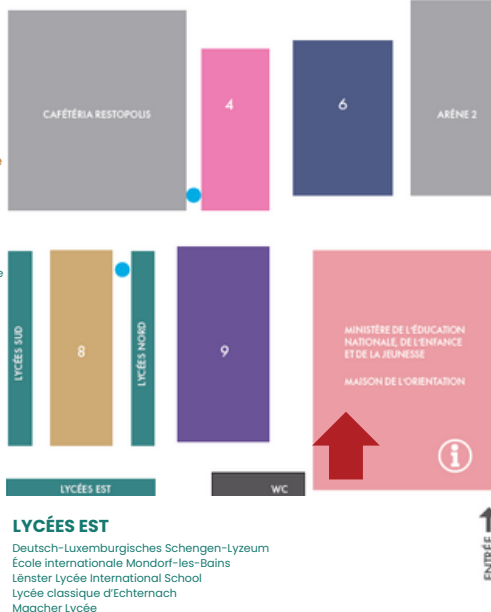 CAFÉTÉRIA RESTOPOLIS
4
6
ARÈNE 2
e
e
LYCÉES SUD
8
LYCÉES NORD
9
MINISTÈRE DE L'ÉDUCATION
NATIONALE, DE L'ENFANCE
ET DE LA JEUNESSE
MAISON DE L'ORIENTATION
i
LYCÉES EST
WC
ENTRÉE
LYCÉES EST
Deutsch-Luxemburgisches Schengen-Lyzeum
École internationale Mondorf-les-Bains
Lënster Lycée International School
Lycée classique d'Echternach
Maacher Lycée